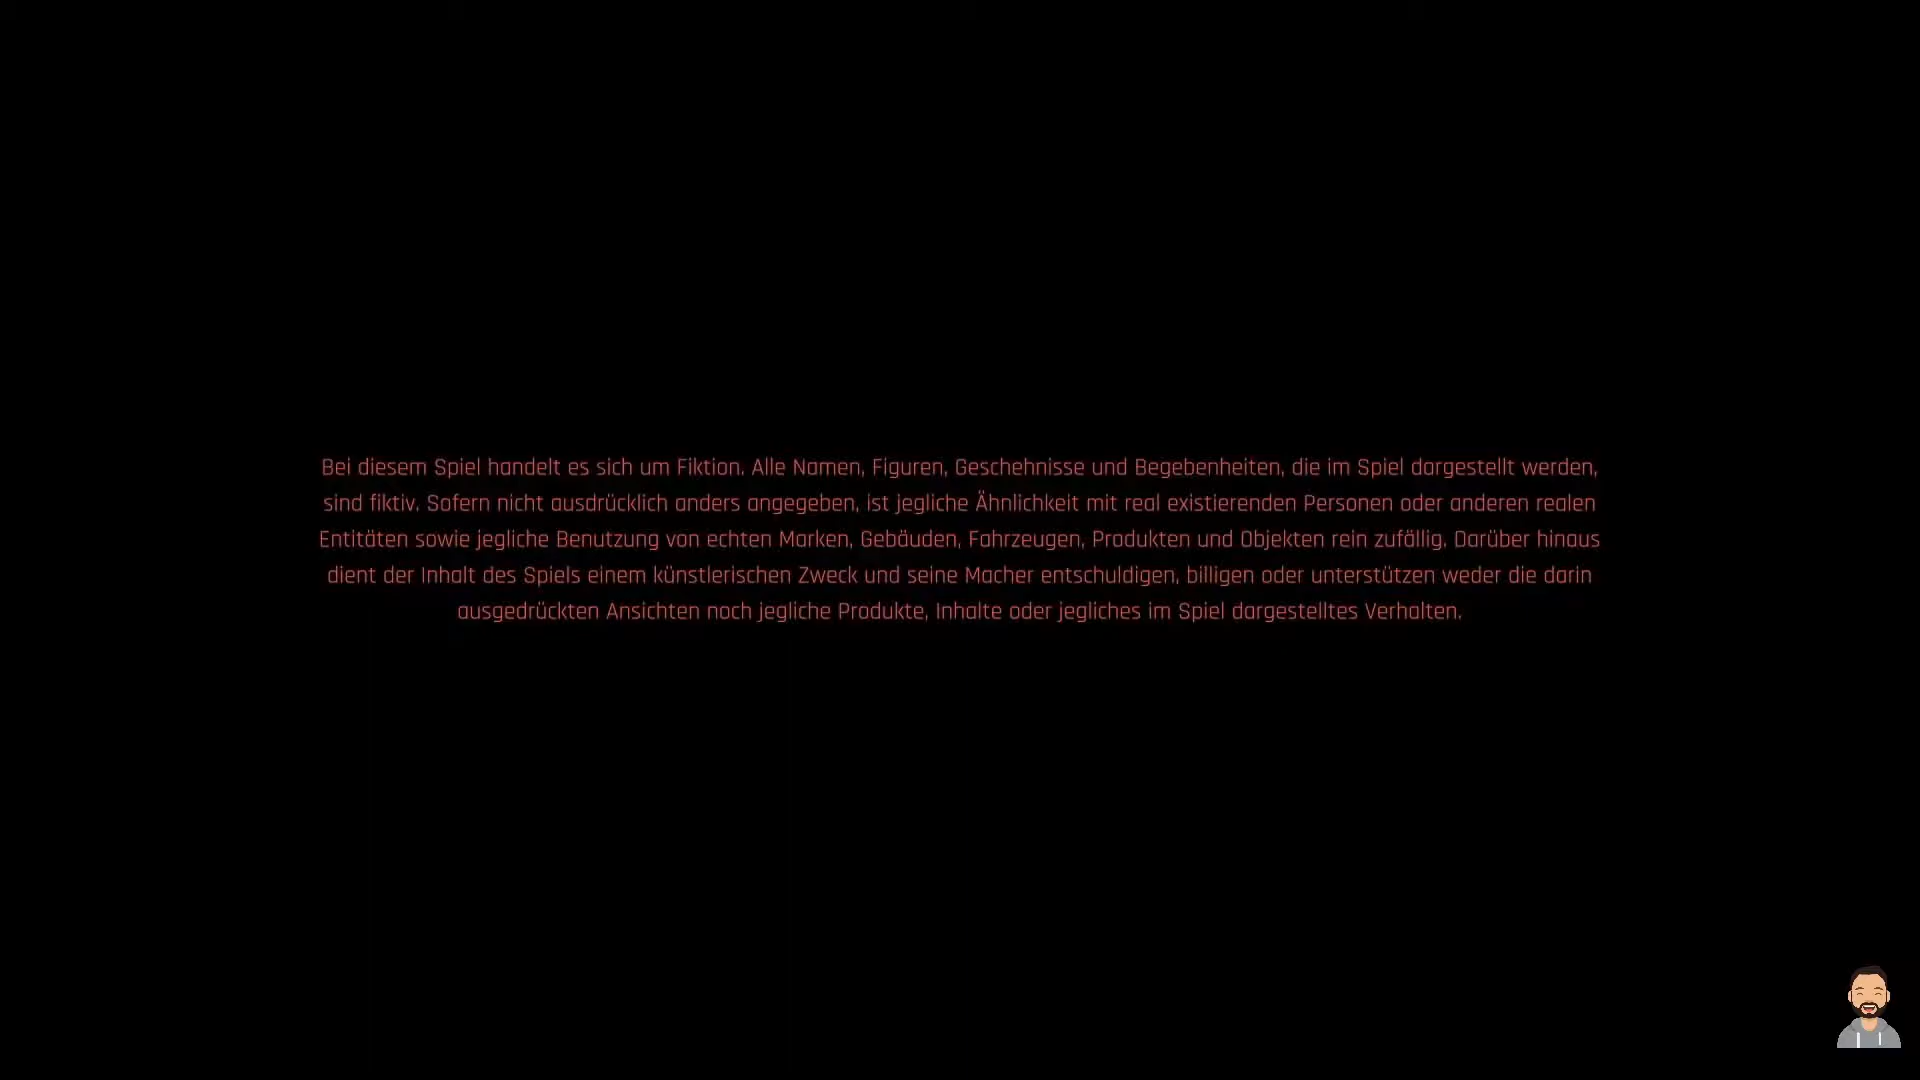 Bei diesem Spiel handelt es sich um Fiktion. Alle Namen, Figuren, Geschehnisse und Begebenheiten, die im Spiel dargestellt werden,
sind fiktiv. Sofern nicht ausdrücklich anders angegeben, ist jegliche Ähnlichkeit mit real existierenden Personen oder anderen realen
Entitäten sowie jegliche Benutzung von echten Marken, Gebäuden, Fahrzeugen, Produkten und Objekten rein zufällig. Darüber hinaus
dient der Inhalt des Spiels einem künstlerischen Zweck und seine Macher entschuldigen, billigen oder unterstützen weder die darin
ausgedrückten Ansichten noch jegliche Produkte, Inhalte oder jegliches im Spiel dargestelltes Verhalten.